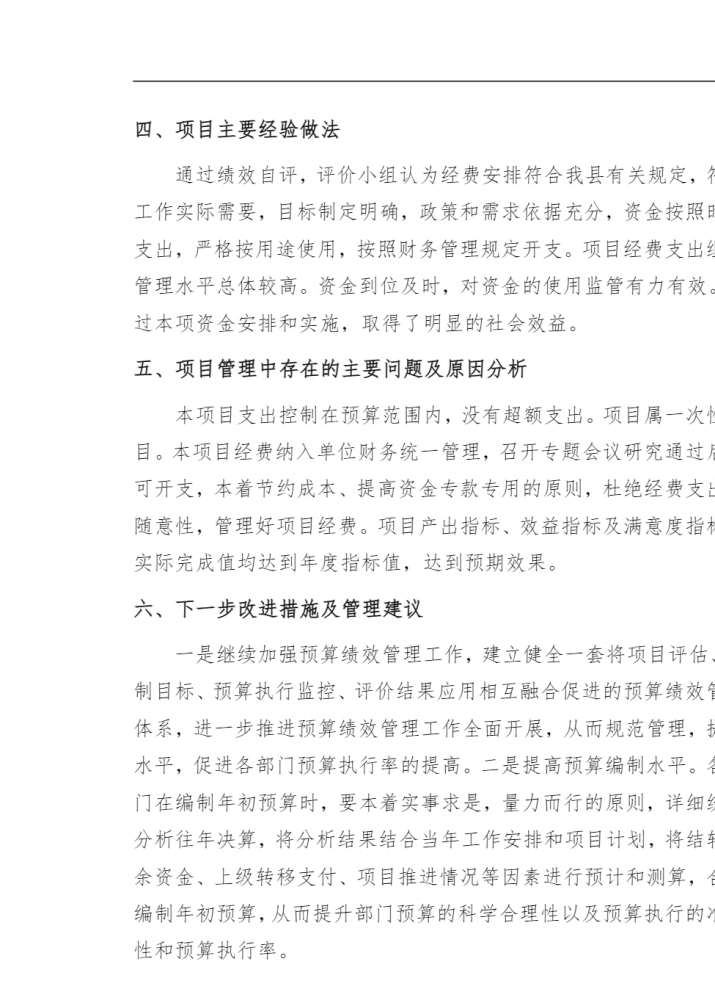 四、项目主要经验做法
通过绩效自评，评价小组认为经费安排符合我县有关规定，
工作实际需要，目标制定明确，政策和需求依据充分，资金按照
支出，严格按用途使用，按照财务管理规定开支。项目经费支出
管理水平总体较高。资金到位及时，对资金的使用监管有力有效。
过本项资金安排和实施，取得了明显的社会效益。
五、项目管理中存在的主要问题及原因分析
本项目支出控制在预算范围内，没有超额支出。项目属一次
目。本项目经费纳入单位财务统一管理，召开专题会议研究通过
可开支，本着节约成本、提高资金专款专用的原则，杜绝经费支出
随意性，管理好项目经费。项目产出指标、效益指标及满意度指标
实际完成值均达到年度指标值，达到预期效果。
六、下一步改进措施及管理建议
一是继续加强预算绩效管理工作，建立健全一套将项目评估、
制目标、预算执行监控、评价结果应用相互融合促进的预算绩效管
体系，进一步推进预算绩效管理工作全面开展，从而规范管理，
水平，促进各部门预算执行率的提高。二是提高预算编制水平。各
门在编制年初预算时，要本着实事求是，量力而行的原则，详细
分析往年决算，将分析结果结合当年工作安排和项目计划，将结转
余资金、上级转移支付、项目推进情况等因素进行预计和测算，合
编制年初预算，从而提升部门预算的科学合理性以及预算执行的准
性和预算执行率。